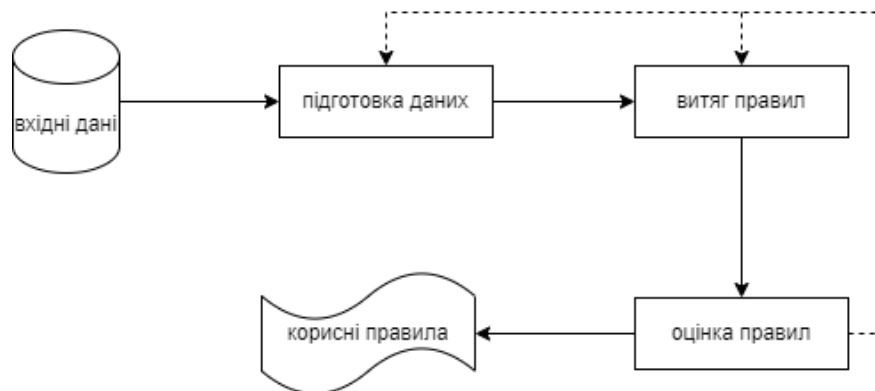 вхідні дані
підготовка даних
витяг правил
корисні правила
оцінка правил